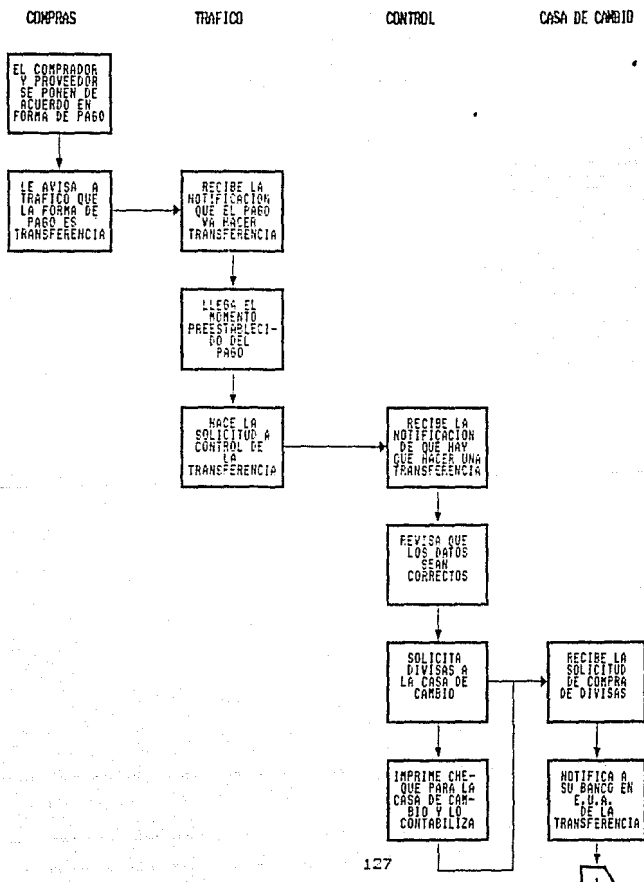 COMPRAS TRAFICO CONTROL CASA DE CAMBIO
EL COMPRADOR
Y PROVEEDOR
SE PONEN DE
ACUERDO EN
FORMA DE PAGO
LE AVISA A
TRAFICO QUE
LA FORMA DE
PAGO ES
TRANSFERENCIA
RECIBE LA
NOTIFICACION
QUE EL PAGO
VA HACER
TRANSFERENCIA
LLEGA EL
MOMENTO
PREESTABLECI-
DO DEL
PAGO
HACE LA
SOLICITUD A
CONTROL DE
LA
TRANSFERENCIA
RECIBE LA
NOTIFICACION
DE QUE HAY
QUE HACER UNA
TRANSFERENCIA
REVISA QUE
LOS DATOS
SEAN
CORRECTOS
SOLICITA
DIVISAS A
LA CASA DE
CAMBIO
RECIBE LA
SOLICITUD
DE COMPRA
DE DIVISAS
IMPRIME CHE-
QUE PARA LA
CASA DE CAM-
BIO Y LO
CONTABILIZA
NOTIFICA A
SU BANCO EN
E.U.A.
DE LA
TRANSFERENCIA
127